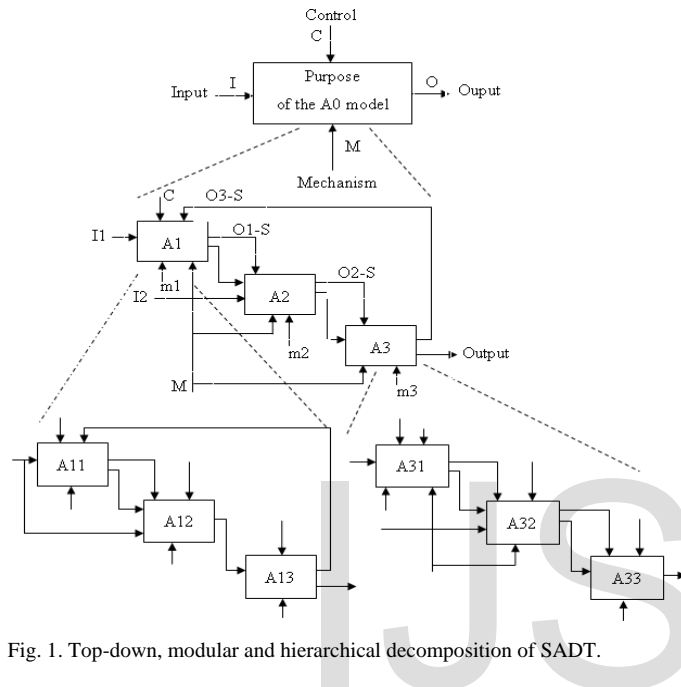 Control
C
Purpose
of the A0 model
Input
I
O
Ouput
M
Mechanism
C
O3-S
I1
A1
O1-S
m1
I2
A2
O2-S
m2
A3
Output
M
m3
A11
A12
A13
A31
A32
A33
IJS
Fig. 1. Top-down, modular and hierarchical decomposition of SADT.